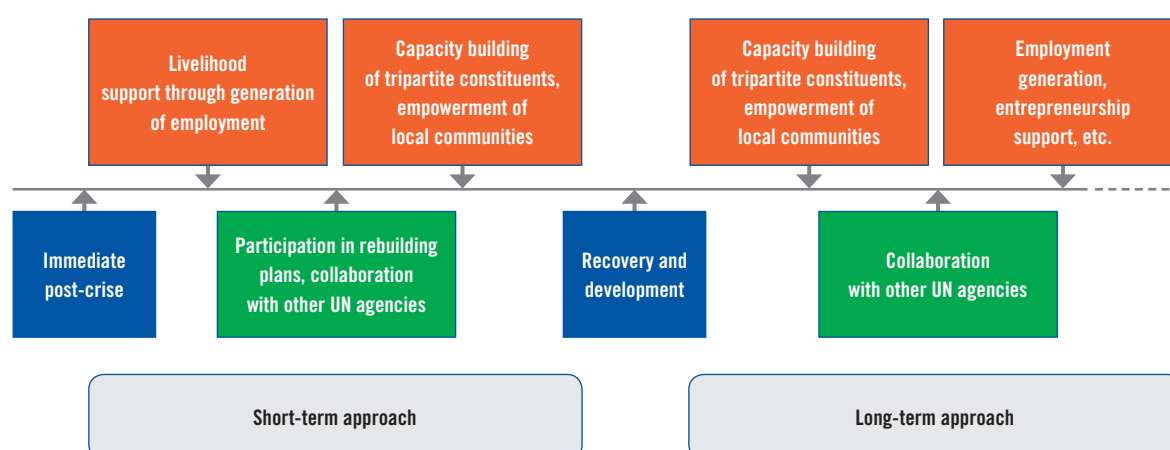 Livelihood
support through generation
of employment
Capacity building
of tripartite constituents,
empowerment of
local communities
Capacity building
of tripartite constituents,
empowerment of
local communities
Employment
generation,
entrepreneurship
support, etc.
Immediate
post-crise
Participation in rebuilding
plans, collaboration
with other UN agencies
Recovery and
development
Collaboration
with other UN agencies
Short-term approach
Long-term approach